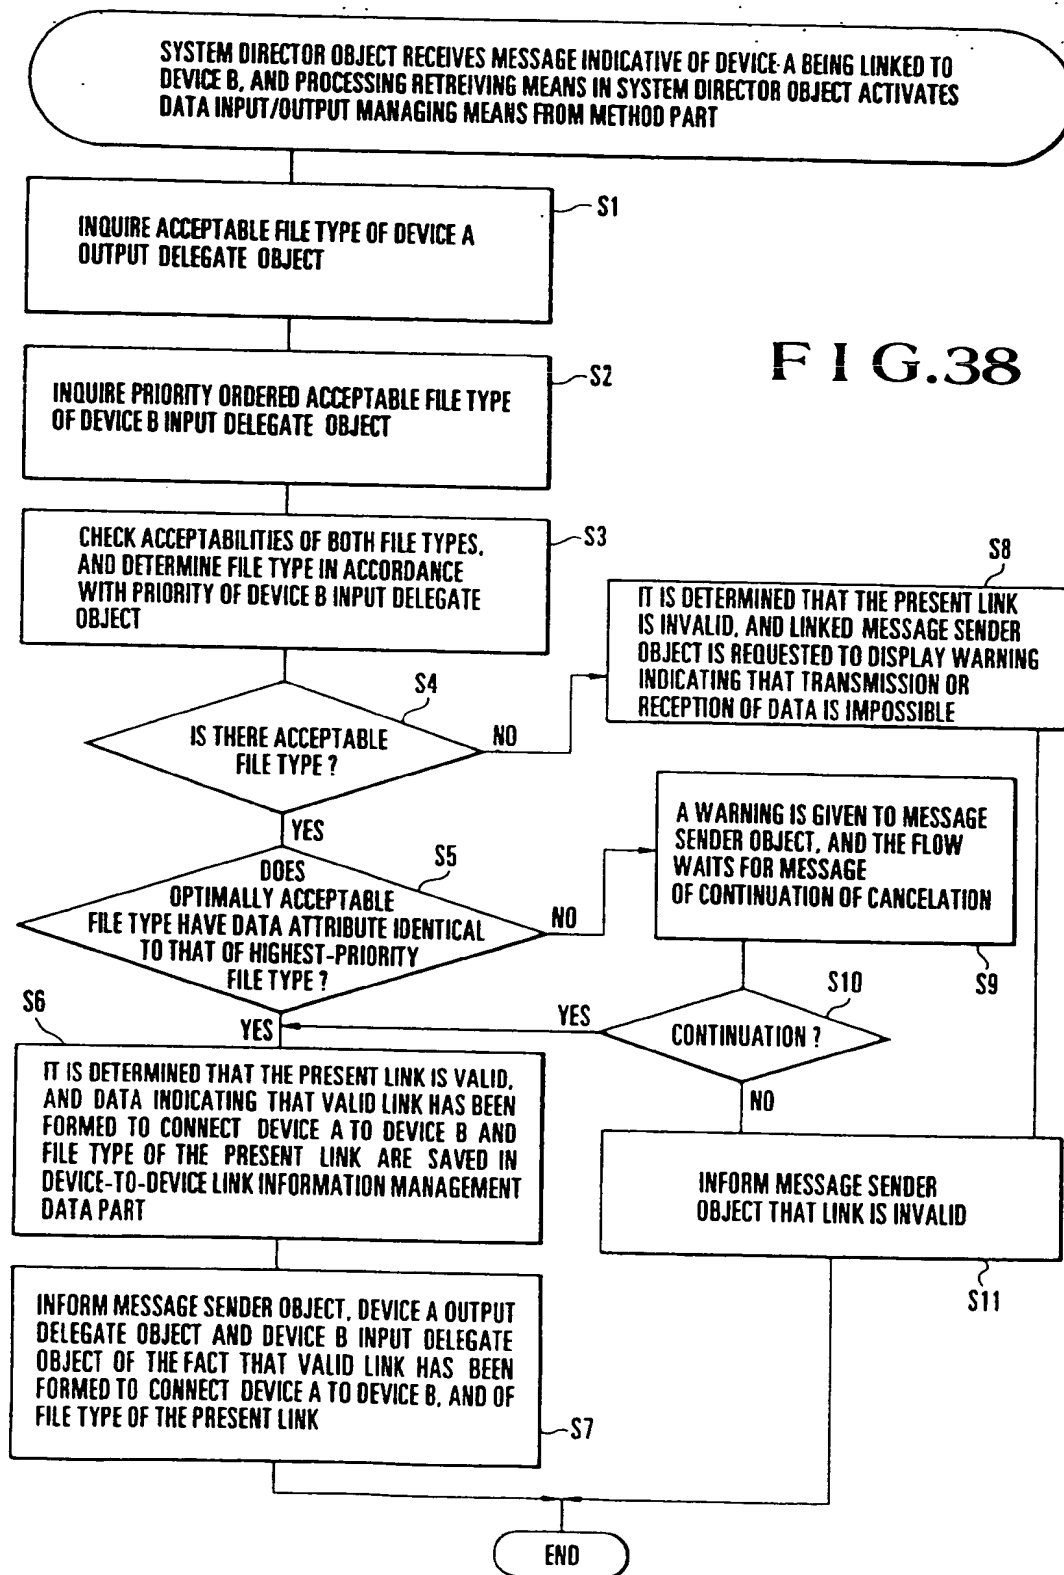 SYSTEM DIRECTOR OBJECT RECEIVES MESSAGE INDICATIVE OF DEVICE A BEING LINKED TO
DEVICE B, AND PROCESSING RETREIVING MEANS IN SYSTEM DIRECTOR OBJECT ACTIVATES
DATA INPUT/OUTPUT MANAGING MEANS FROM METHOD PART
S1
INQUIRE ACCEPTABLE FILE TYPE OF DEVICE A
OUTPUT DELEGATE OBJECT
FIG.38
S2
INQUIRE PRIORITY ORDERED ACCEPTABLE FILE TYPE
OF DEVICE B INPUT DELEGATE OBJECT
S3
CHECK ACCEPTABILITIES OF BOTH FILE TYPES,
AND DETERMINE FILE TYPE IN ACCORDANCE
WITH PRIORITY OF DEVICE B INPUT DELEGATE
OBJECT
S8
IT IS DETERMINED THAT THE PRESENT LINK
IS INVALID, AND LINKED MESSAGE SENDER
OBJECT IS REQUESTED TO DISPLAY WARNING
INDICATING THAT TRANSMISSION OR
RECEPTION OF DATA IS IMPOSSIBLE
S4
IS THERE ACCEPTABLE
FILE TYPE ?
NO
YES
S5
DOES
OPTIMALLY ACCEPTABLE
FILE TYPE HAVE DATA ATTRIBUTE IDENTICAL
TO THAT OF HIGHEST-PRIORITY
FILE TYPE ?
NO
YES
A WARNING IS GIVEN TO MESSAGE
SENDER OBJECT, AND THE FLOW
WAITS FOR MESSAGE
OF CONTINUATION OF CANCELATION
S9
S10
CONTINUATION ?
YES
NO
S6
IT IS DETERMINED THAT THE PRESENT LINK IS VALID,
AND DATA INDICATING THAT VALID LINK HAS BEEN
FORMED TO CONNECT DEVICE A TO DEVICE B AND
FILE TYPE OF THE PRESENT LINK ARE SAVED IN
DEVICE-TO-DEVICE LINK INFORMATION MANAGEMENT
DATA PART
INFORM MESSAGE SENDER
OBJECT THAT LINK IS INVALID
S11
INFORM MESSAGE SENDER OBJECT, DEVICE A OUTPUT
DELEGATE OBJECT AND DEVICE B INPUT DELEGATE
OBJECT OF THE FACT THAT VALID LINK HAS BEEN
FORMED TO CONNECT DEVICE A TO DEVICE B, AND OF
FILE TYPE OF THE PRESENT LINK
S7
END